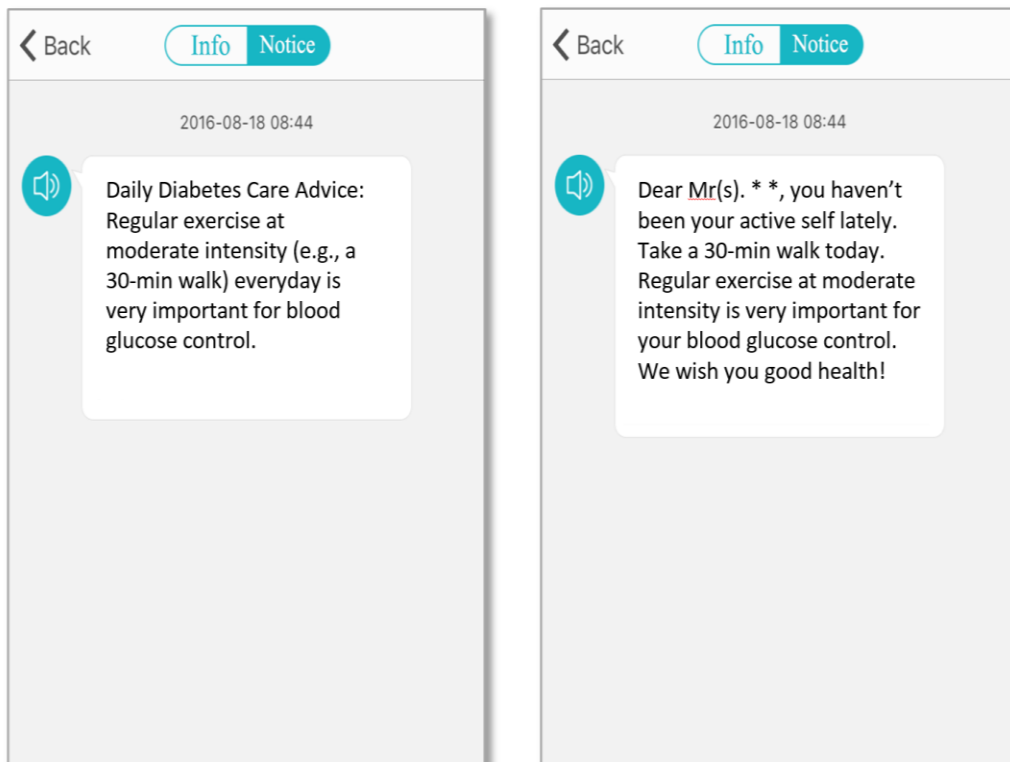 Back Info Notice
2016-08-18 08:44
Daily Diabetes Care Advice:
Regular exercise at
moderate intensity (e.g., a
30-min walk) everyday is
very important for blood
glucose control.
Back Info Notice
2016-08-18 08:44
Dear Mr(s). * *, you haven’t
been your active self lately.
Take a 30-min walk today.
Regular exercise at moderate
intensity is very important for
your blood glucose control.
We wish you good health!